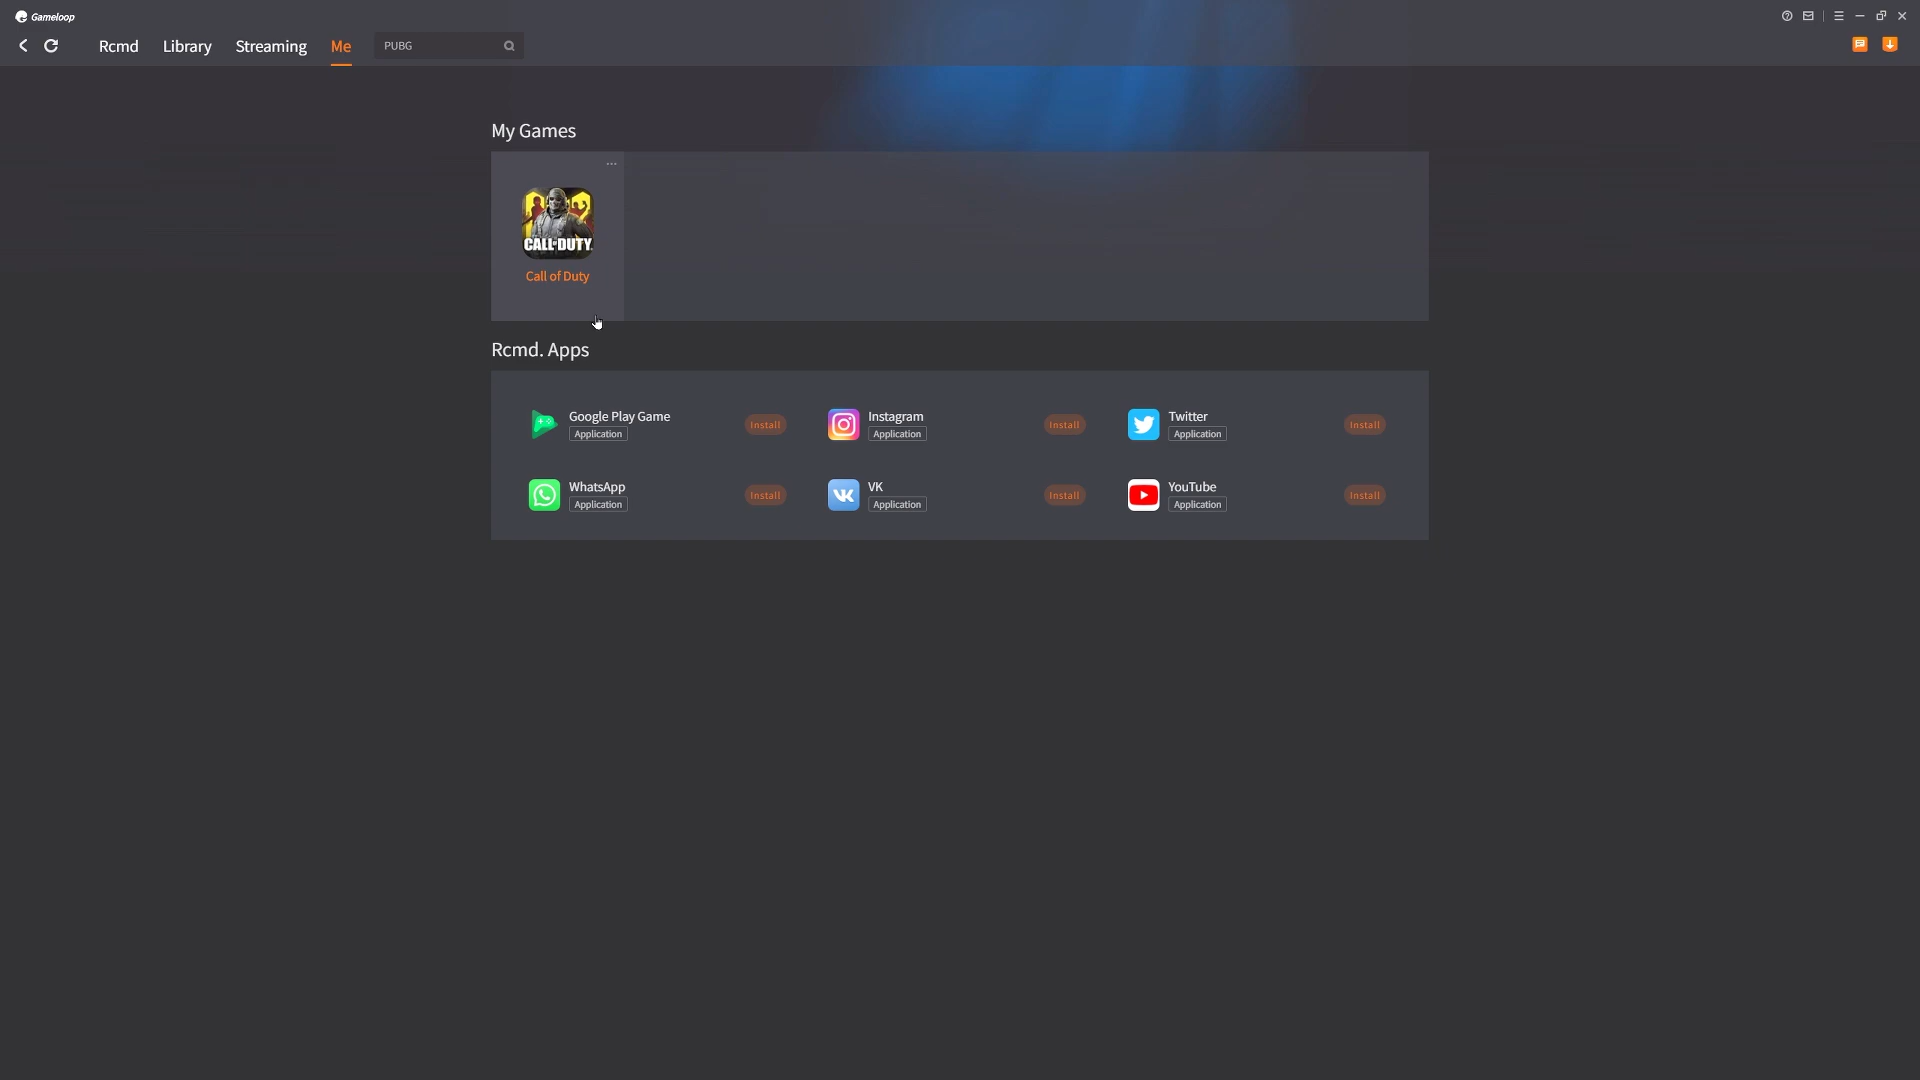 Gameloop
Rcmd Library Streaming Me PUBG
My Games
CALL OF DUTY
Call of Duty
Rcmd. Apps
Google Play Game
Application
Install
Instagram
Application
Install
Twitter
Application
Install
WhatsApp
Application
Install
VK
Application
Install
YouTube
Application
Install